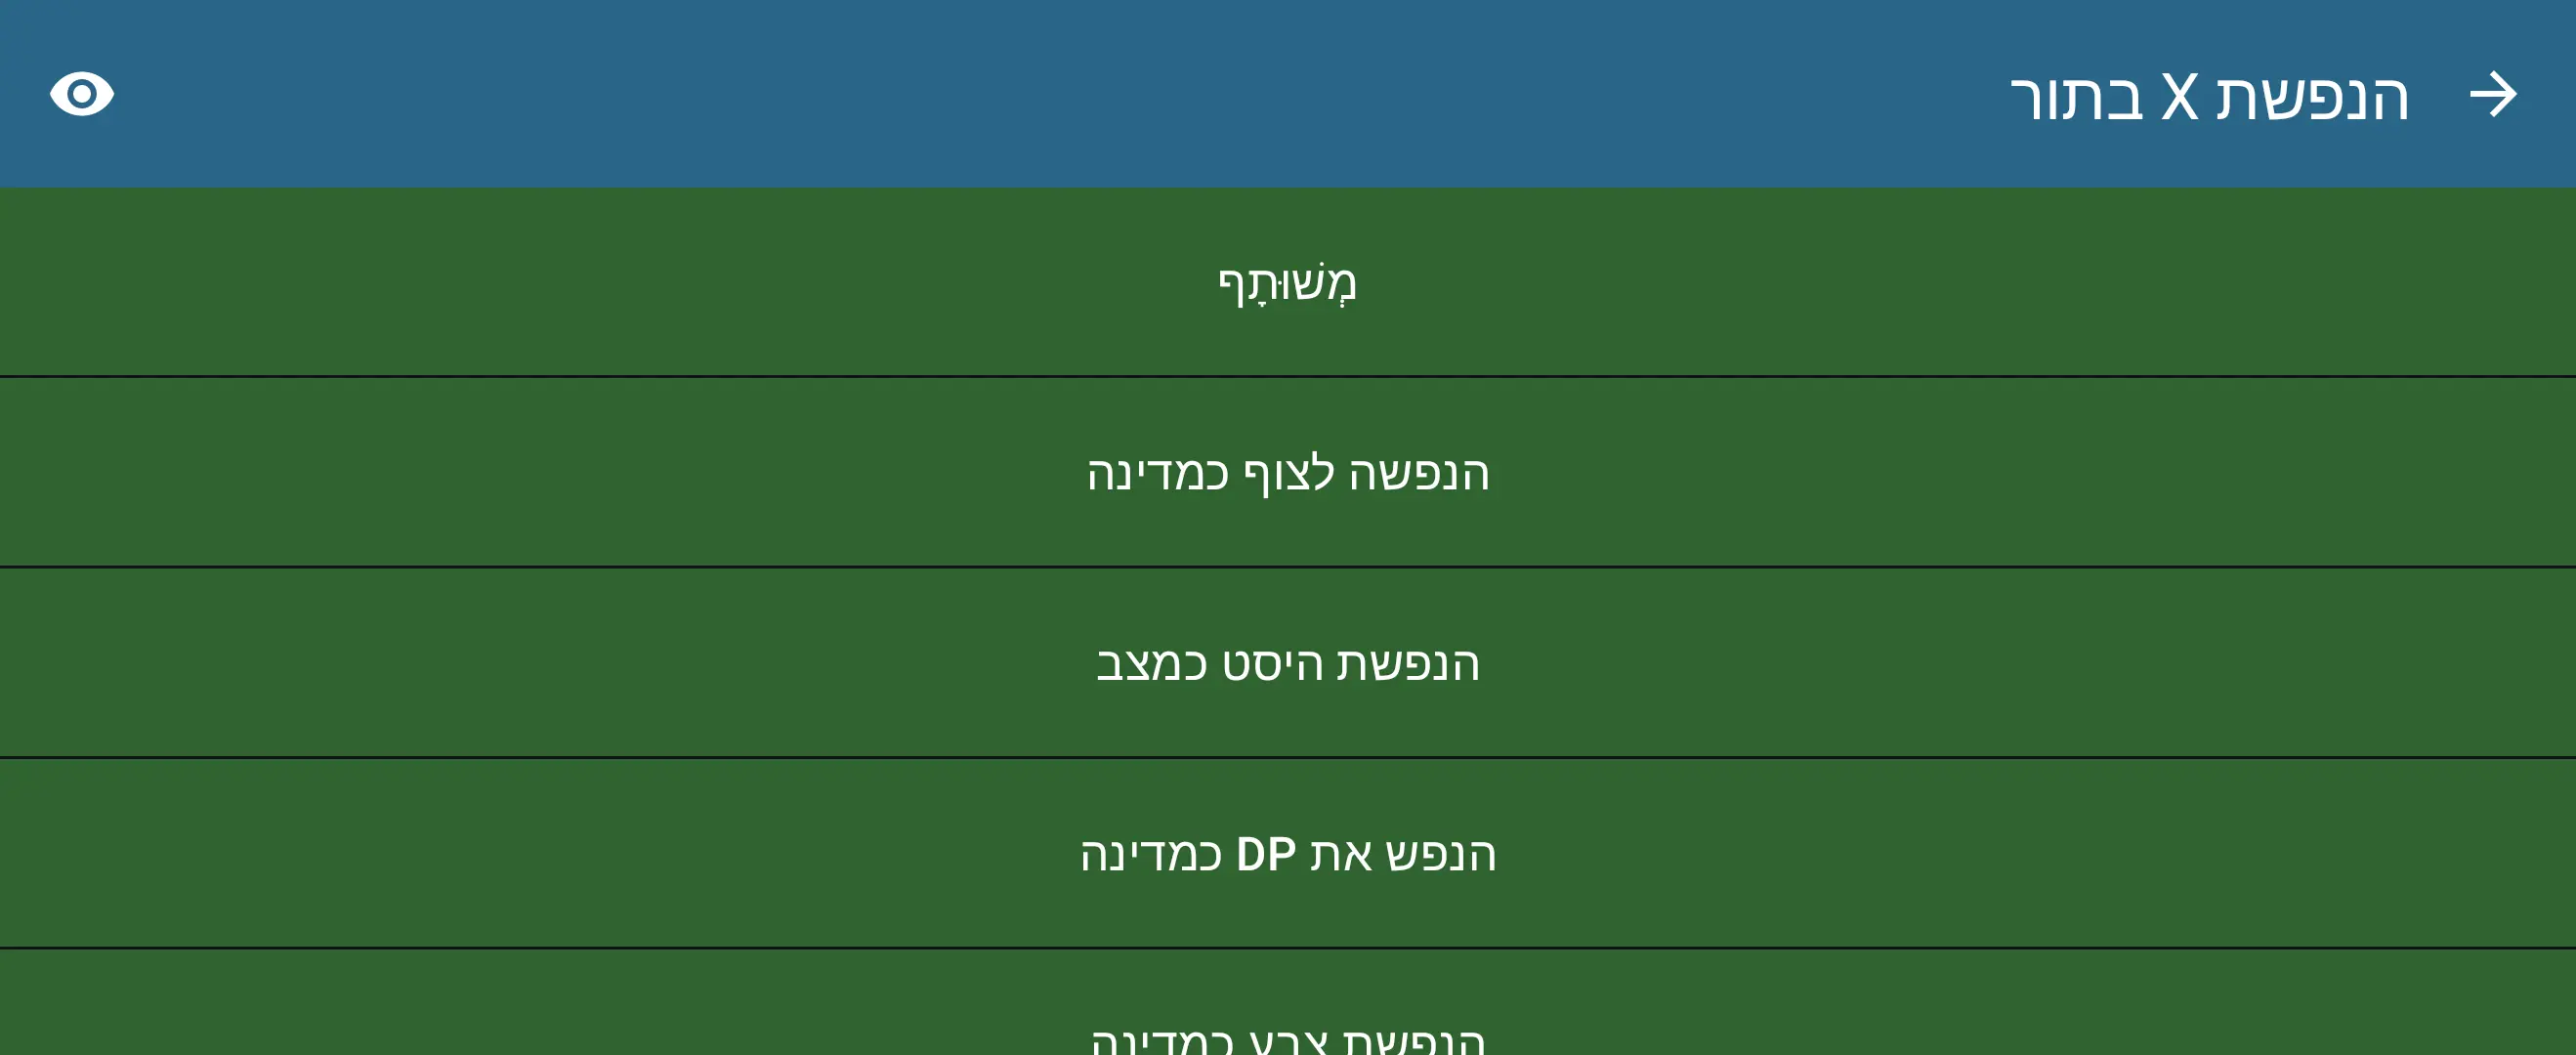 הנפשת X בתור
מְשׁוּתָף
הנפשה לצוף כמדינה
הנפשת היסט כמצב
הנפש את DP כמדינה
הנפשת צבע כמדינה